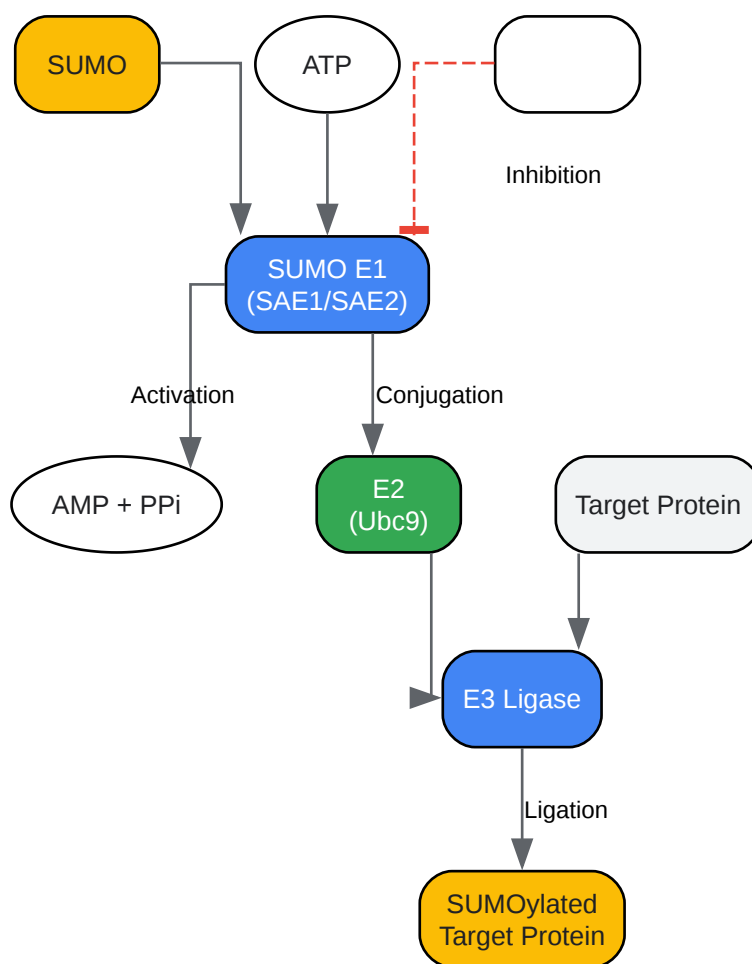 SUMO
ATP
Inhibition
SUMO E1
(SAE1/SAE2)
Activation
Conjugation
AMP + PPi
E2
(Ubc9)
Target Protein
E3 Ligase
Ligation
SUMOylated
Target Protein